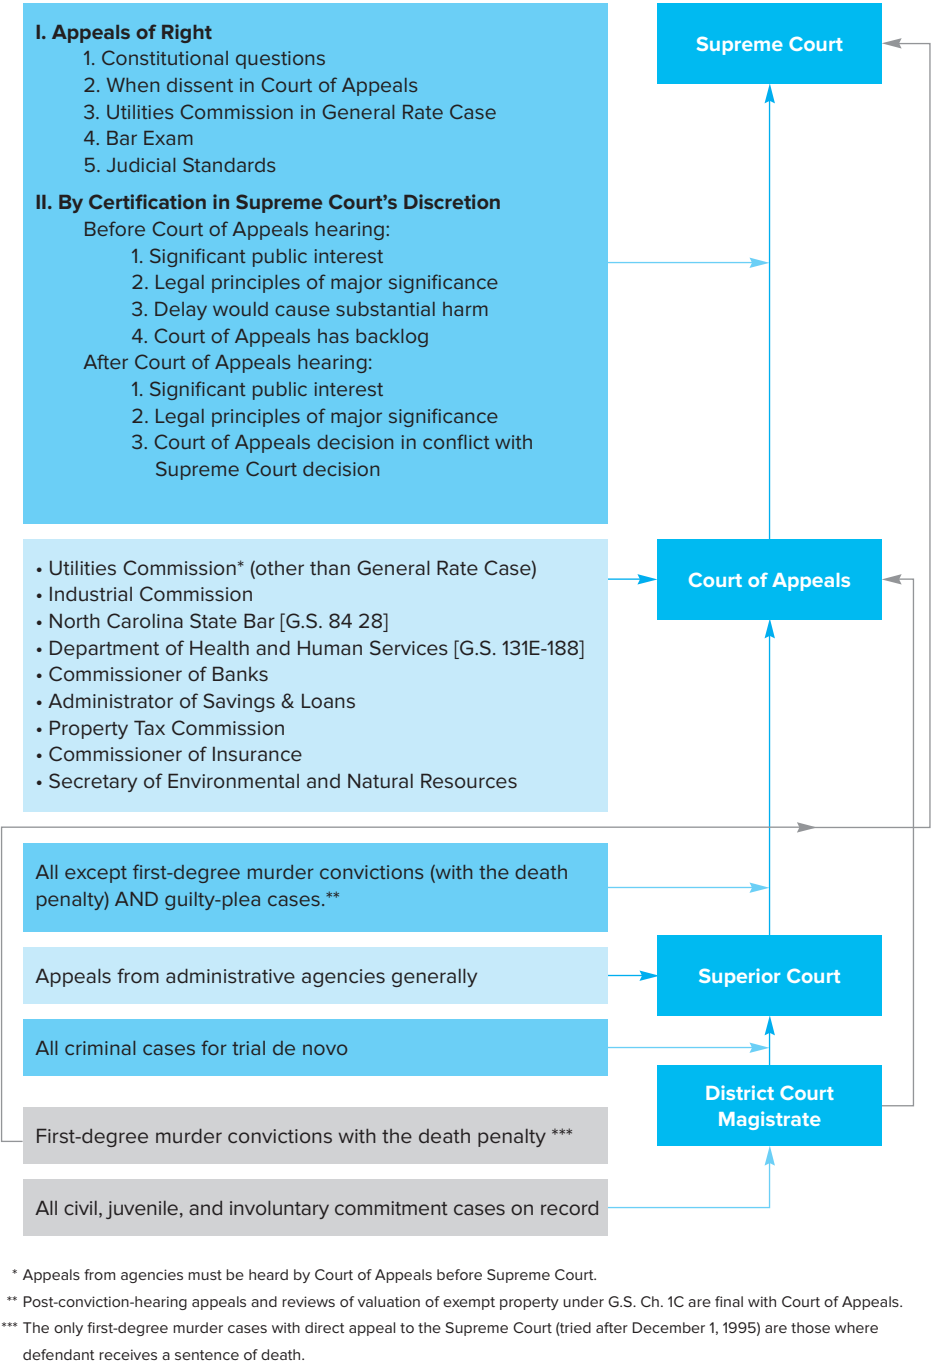 I. Appeals of Right
1. Constitutional questions
2. When dissent in Court of Appeals
3. Utilities Commission in General Rate Case
4. Bar Exam
5. Judicial Standards
II. By Certification in Supreme Court's Discretion
Before Court of Appeals hearing:
1. Significant public interest
2. Legal principles of major significance
3. Delay would cause substantial harm
4. Court of Appeals has backlog
After Court of Appeals hearing:
1. Significant public interest
2. Legal principles of major significance
3. Court of Appeals decision in conflict with
Supreme Court decision
Supreme Court
• Utilities Commission* (other than General Rate Case)
• Industrial Commission
• North Carolina State Bar [G.S. 84 28]
• Department of Health and Human Services [G.S. 131E-188]
• Commissioner of Banks
• Administrator of Savings & Loans
• Property Tax Commission
• Commissioner of Insurance
• Secretary of Environmental and Natural Resources
Court of Appeals
All except first-degree murder convictions (with the death
penalty) AND guilty-plea cases.**
Appeals from administrative agencies generally
Superior Court
All criminal cases for trial de novo
District Court
Magistrate
First-degree murder convictions with the death penalty ***
All civil, juvenile, and involuntary commitment cases on record
* Appeals from agencies must be heard by Court of Appeals before Supreme Court.
** Post-conviction-hearing appeals and reviews of valuation of exempt property under G.S. Ch. 1C are final with Court of Appeals.
*** The only first-degree murder cases with direct appeal to the Supreme Court (tried after December 1, 1995) are those where
defendant receives a sentence of death.